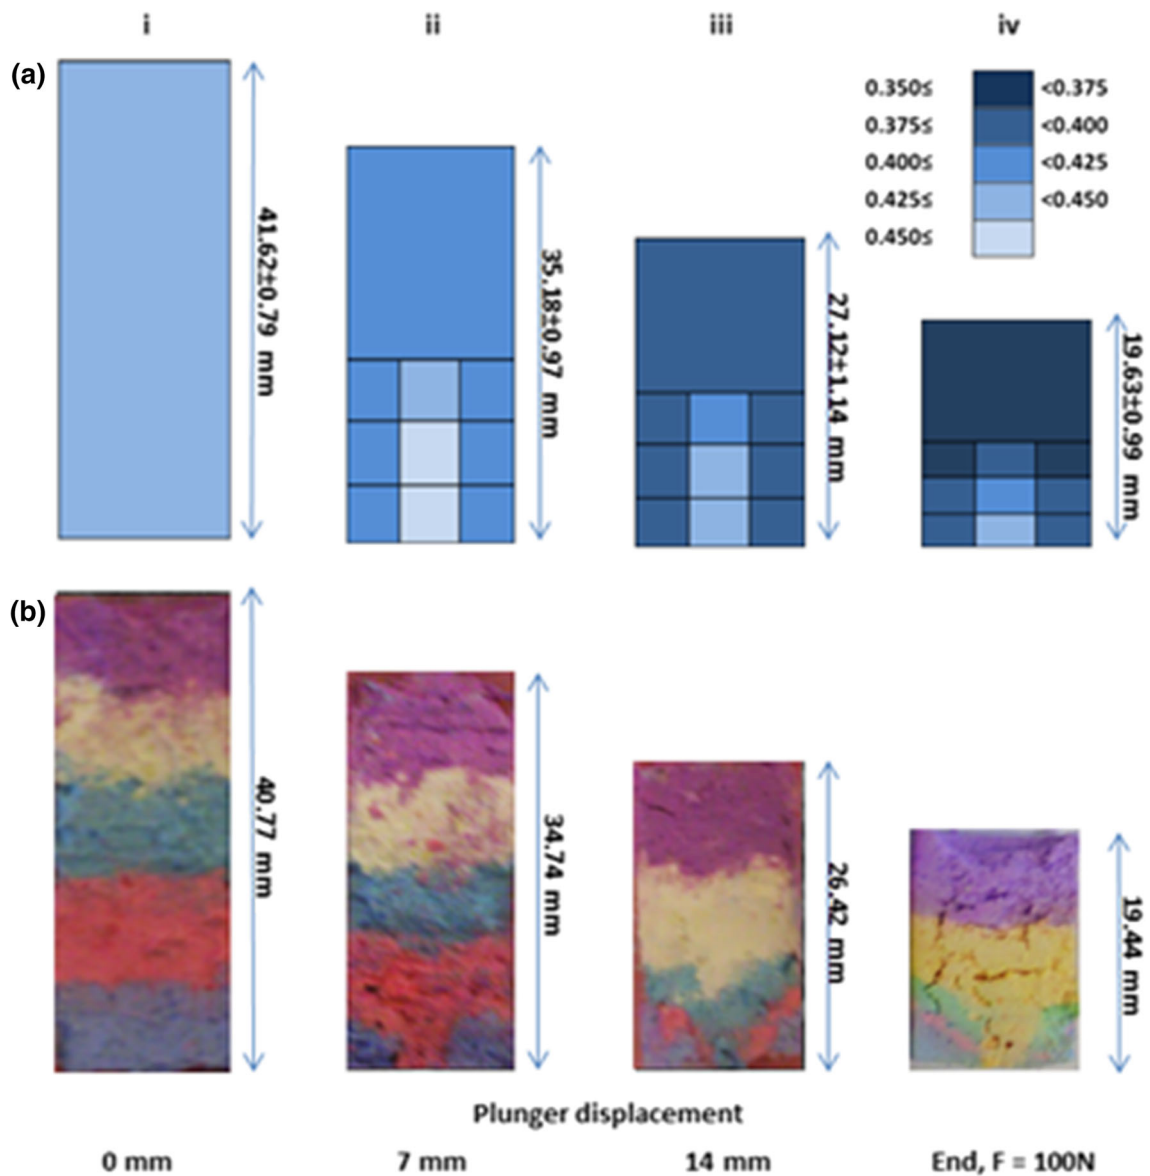 i ii iii iv
(a)
0.350≤ <0.375
0.375≤ <0.400
0.400≤ <0.425
0.425≤ <0.450
0.450≤
41.62±0.79 mm
35.18±0.97 mm
27.12±1.14 mm
19.63±0.99 mm
(b)
40.77 mm
34.74 mm
26.42 mm
19.44 mm
Plunger displacement
0 mm 7 mm 14 mm End, F = 100N